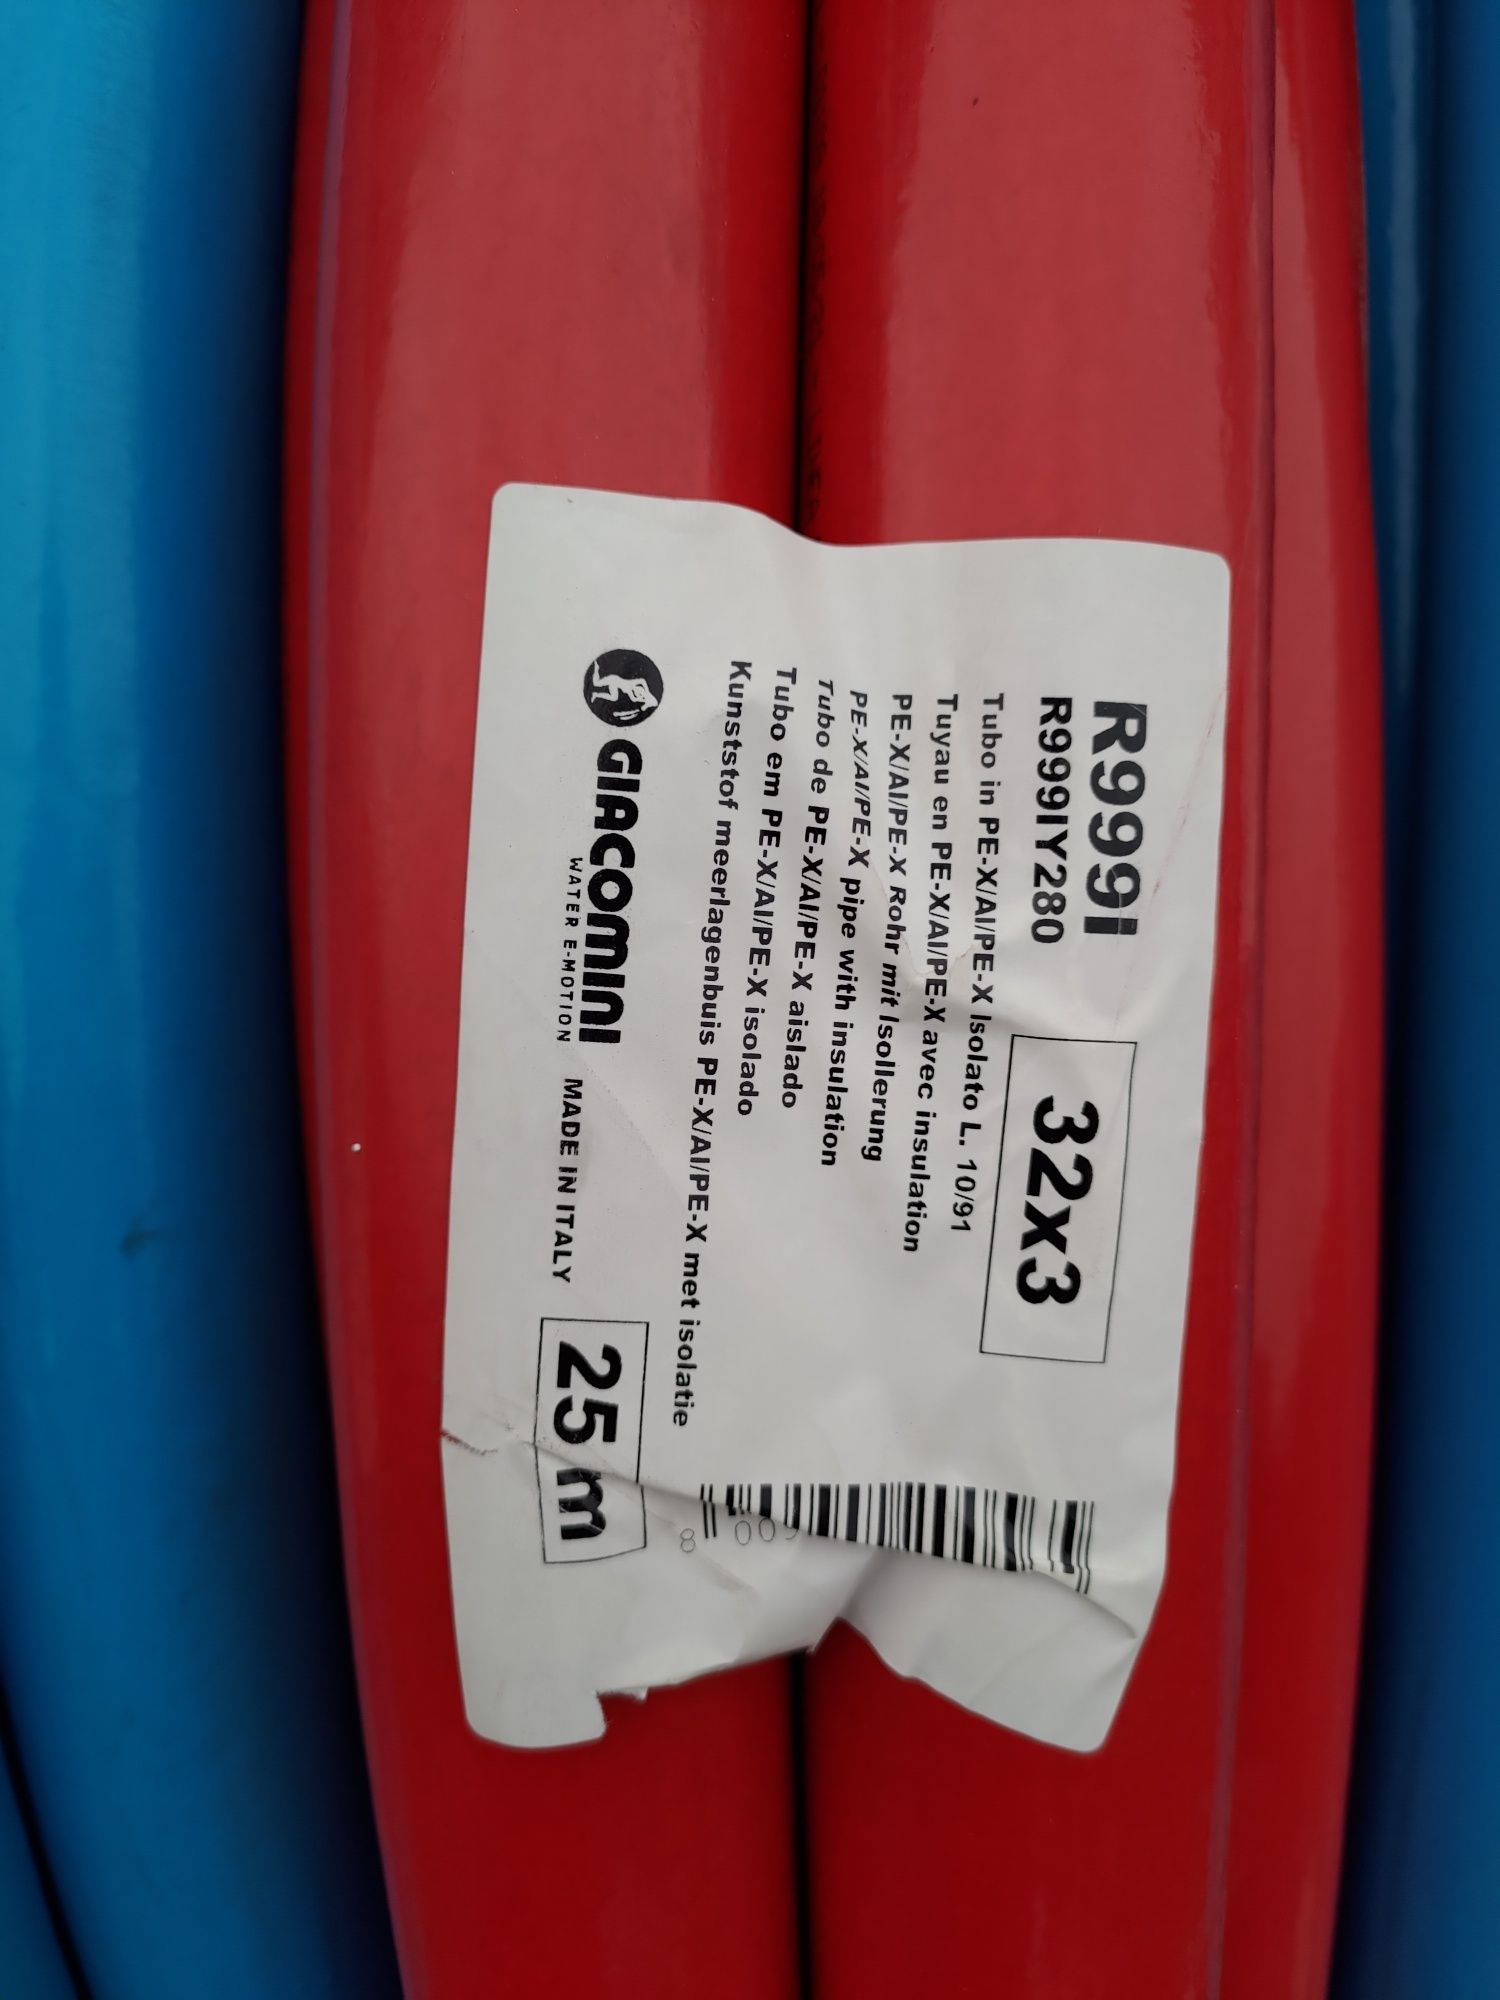 R999I
R999IY280
32x3
Tubo in PE-X/Al/PE-X Isolato L. 10/91
Tuyau en PE-X/Al/PE-X avec insulation
PE-X/Al/PE-X Rohr mit Isollerung
PE-X/Al/PE-X pipe with insulation
Tubo de PE-X/Al/PE-X aislado
Tubo em PE-X/Al/PE-X isolado
Kunststof meerlagenbuis PE-X/Al/PE-X met isolatie
GIACOMINI
WATER E-MOTION
MADE IN ITALY
25 m
8